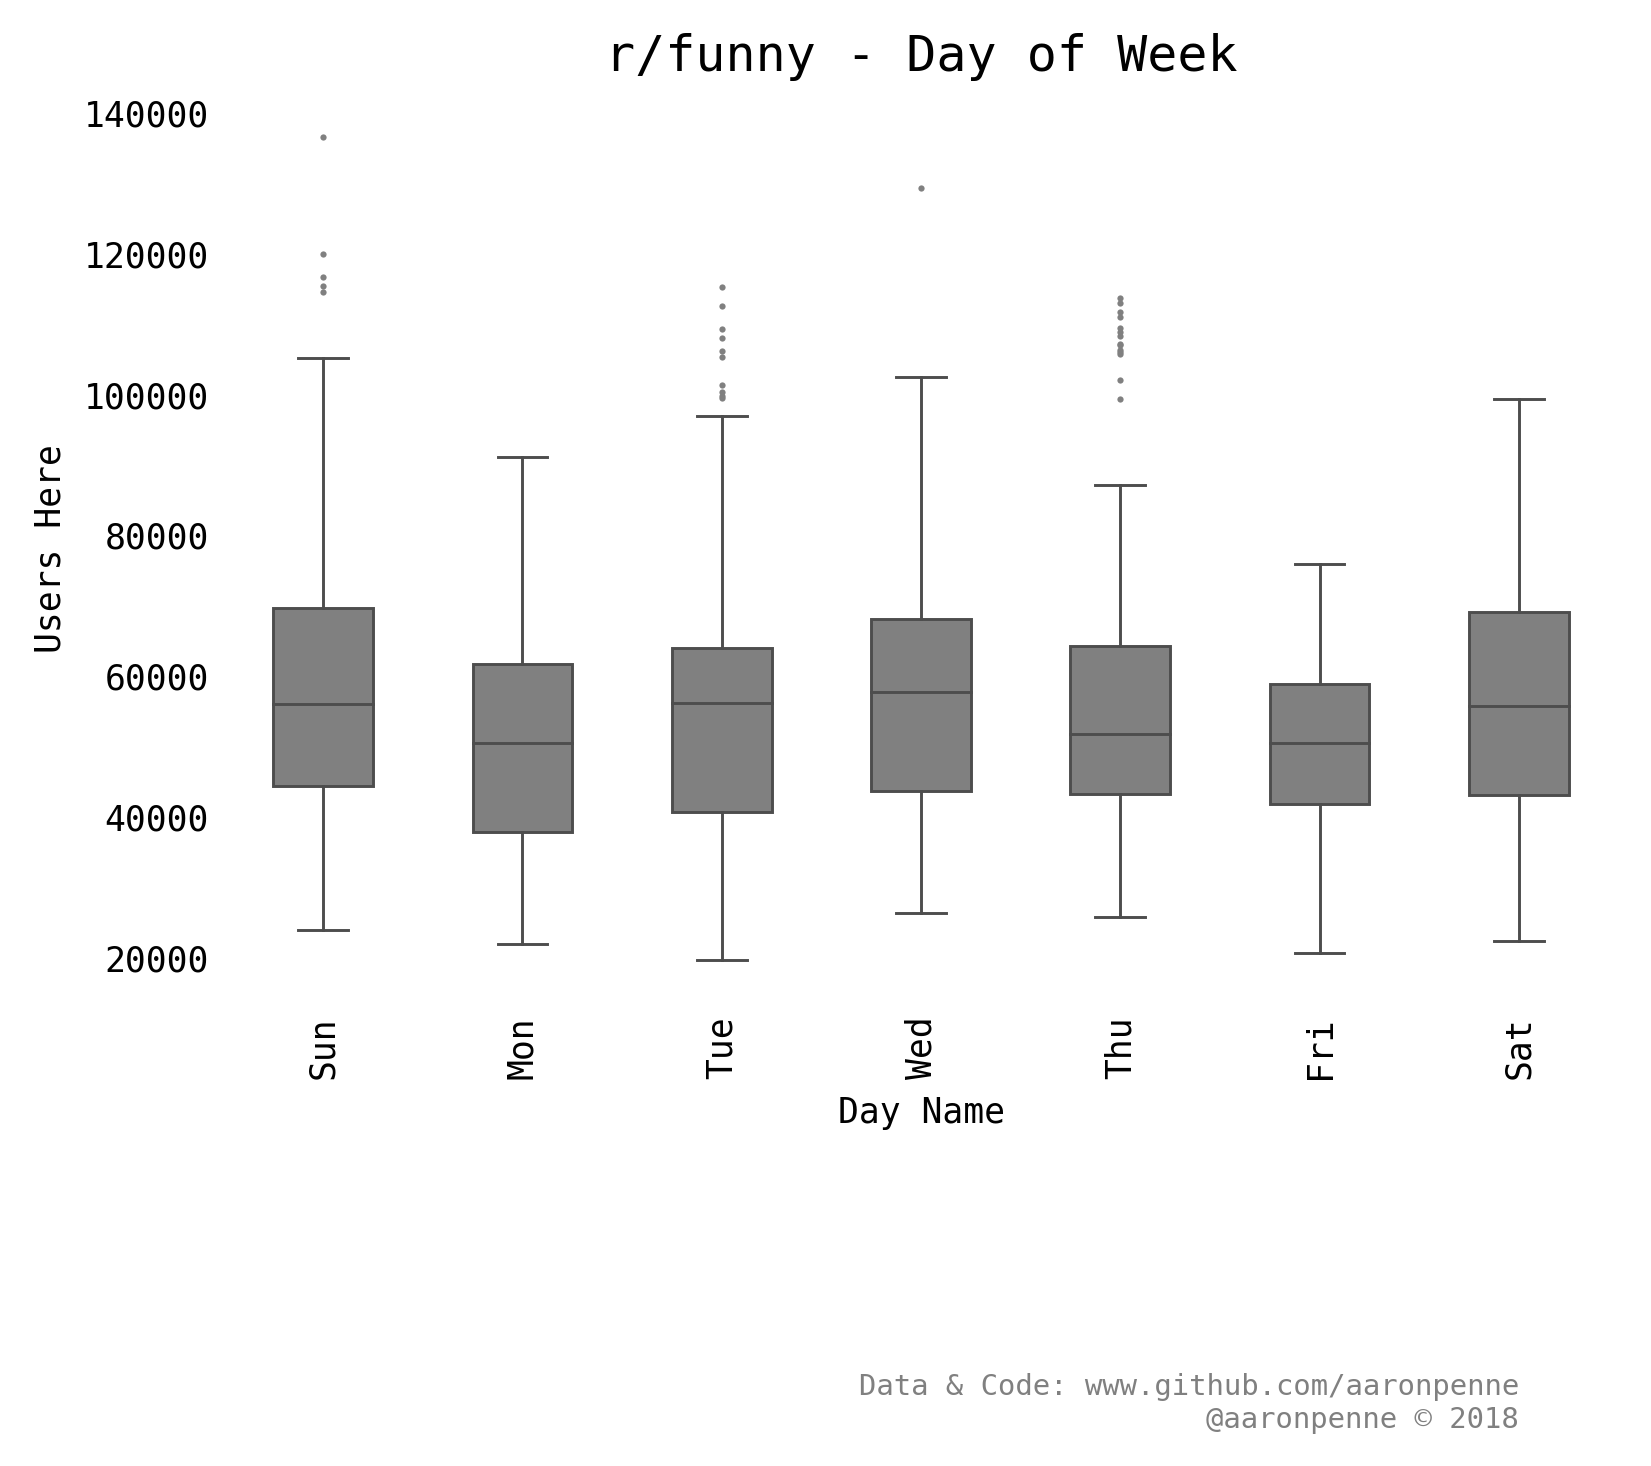 r/funny - Day of Week
140000
120000
100000
80000
60000
40000
20000
Users Here
Sun
Mon
Tue
Wed
Thu
Fri
Sat
Day Name
Data & Code: www.github.com/aaronpenne
@aaronpenne © 2018